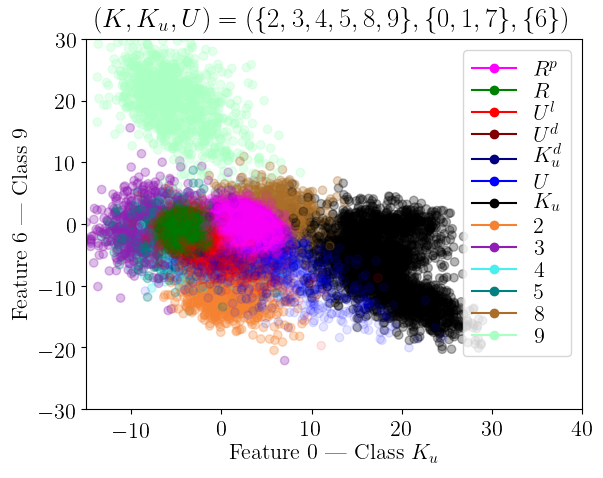 (K, K_u, U) = ({2, 3, 4, 5, 8, 9}, {0, 1, 7}, {6})
Feature 6 — Class 9
30
20
10
0
−10
−20
−30
−10
0
10
20
30
40
Feature 0 — Class K_u
R^p
R
U^l
U^d
K_u^d
U
K_u
2
3
4
5
8
9